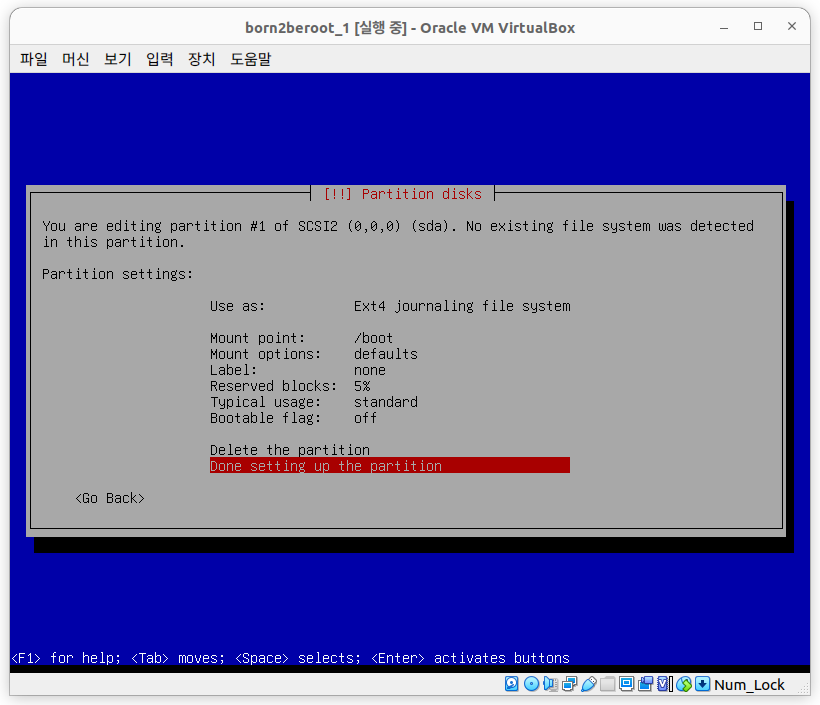 born2beroot_1 [실행 중] - Oracle VM VirtualBox
파일 머신 보기 입력 장치 도움말
[!!] Partition disks
You are editing partition #1 of SCSI2 (0,0,0) (sda). No existing file system was detected
in this partition.
Partition settings:
Use as: Ext4 journaling file system
Mount point: /boot
Mount options: defaults
Label: none
Reserved blocks: 5%
Typical usage: standard
Bootable flag: off
Delete the partition
Done setting up the partition
<Go Back>
<F1> for help; <Tab> moves; <Space> selects; <Enter> activates buttons
Num_Lock